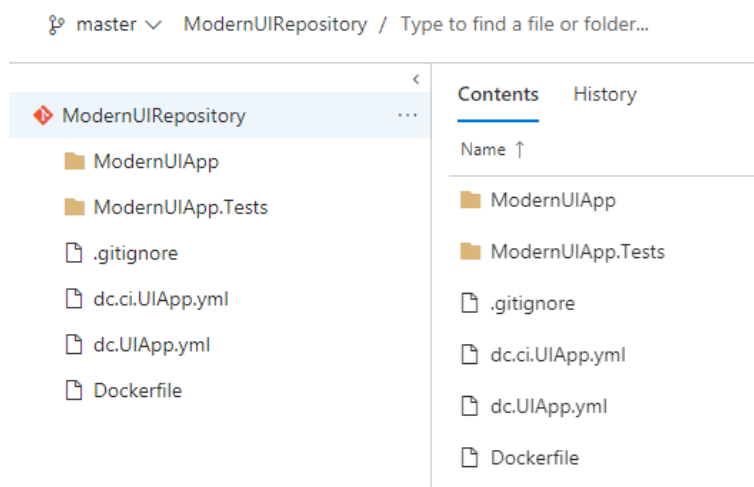 master ModernUIRepository / Type to find a file or folder...
ModernUIRepository ...
ModernUIApp
ModernUIApp.Tests
.gitignore
dc.ci.UIApp.yml
dc.UIApp.yml
Dockerfile
Contents History
Name ↑
ModernUIApp
ModernUIApp.Tests
.gitignore
dc.ci.UIApp.yml
dc.UIApp.yml
Dockerfile